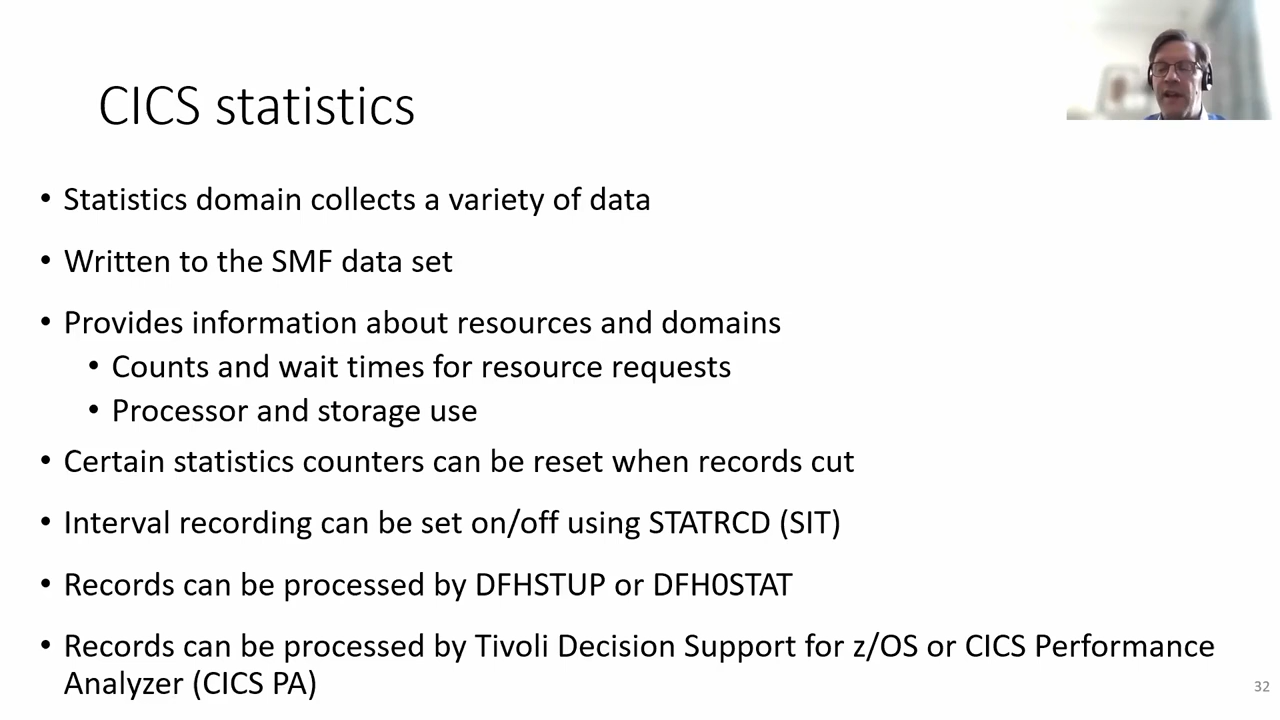 CICS statistics
• Statistics domain collects a variety of data
• Written to the SMF data set
• Provides information about resources and domains
• Counts and wait times for resource requests
• Processor and storage use
• Certain statistics counters can be reset when records cut
• Interval recording can be set on/off using STATRCD (SIT)
• Records can be processed by DFHSTUP or DFH0STAT
• Records can be processed by Tivoli Decision Support for z/OS or CICS Performance
Analyzer (CICS PA)
32